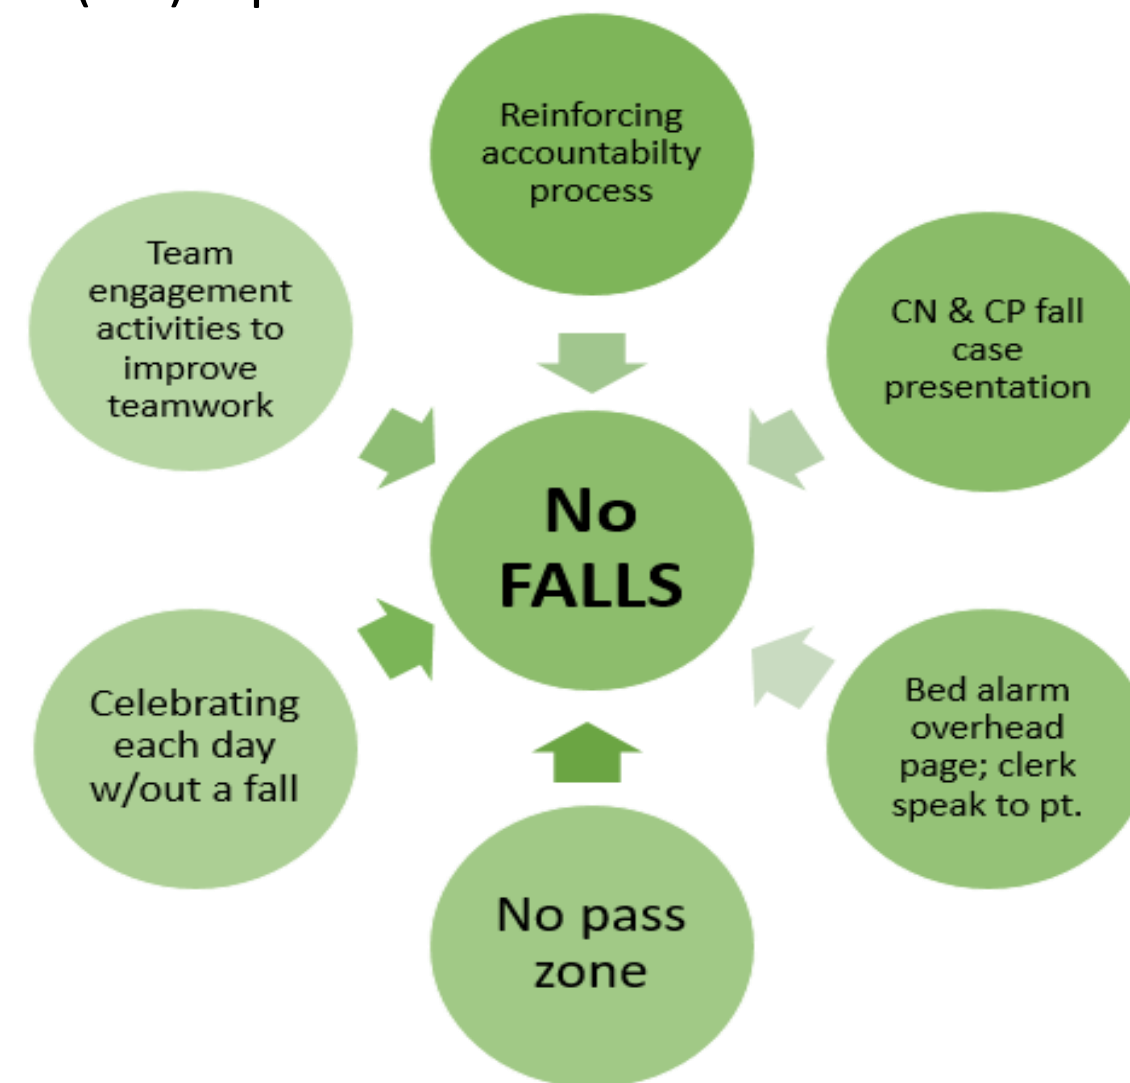 Reinforcing
accountabilty
process
CN & CP fall
case
presentation
Bed alarm
overhead
page; clerk
speak to pt.
No pass
zone
Celebrating
each day
w/out a fall
Team
engagement
activities to
improve
teamwork
No
FALLS